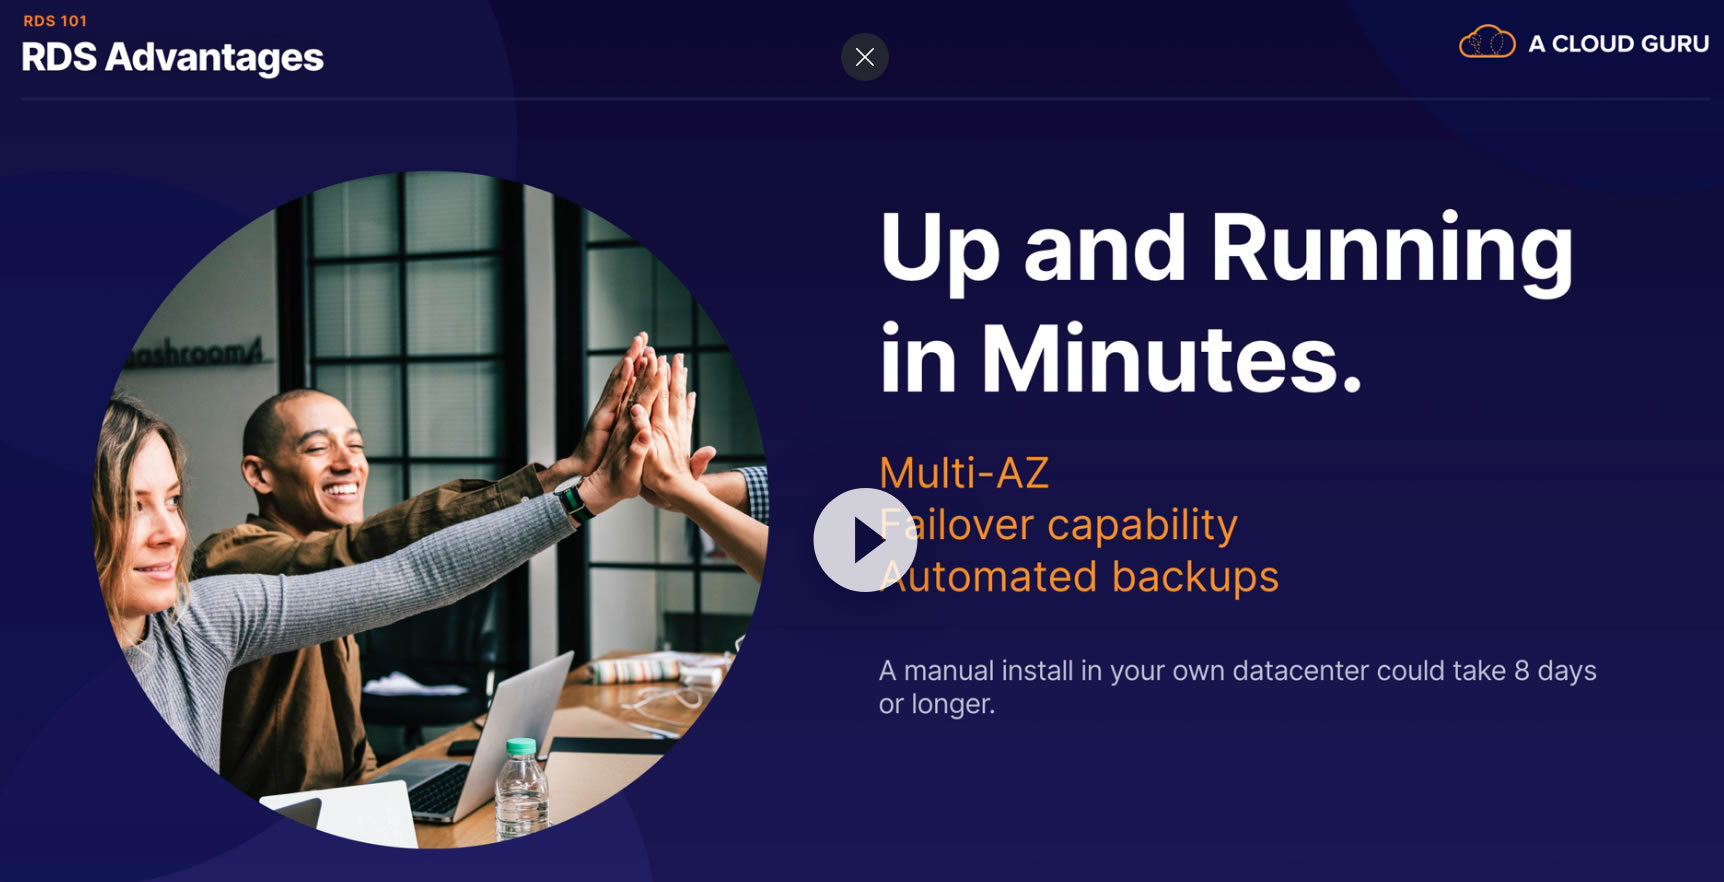 RDS 101
RDS Advantages
A CLOUD GURU
Up and Running
in Minutes.
Multi-AZ
Failover capability
Automated backups
A manual install in your own datacenter could take 8 days
or longer.